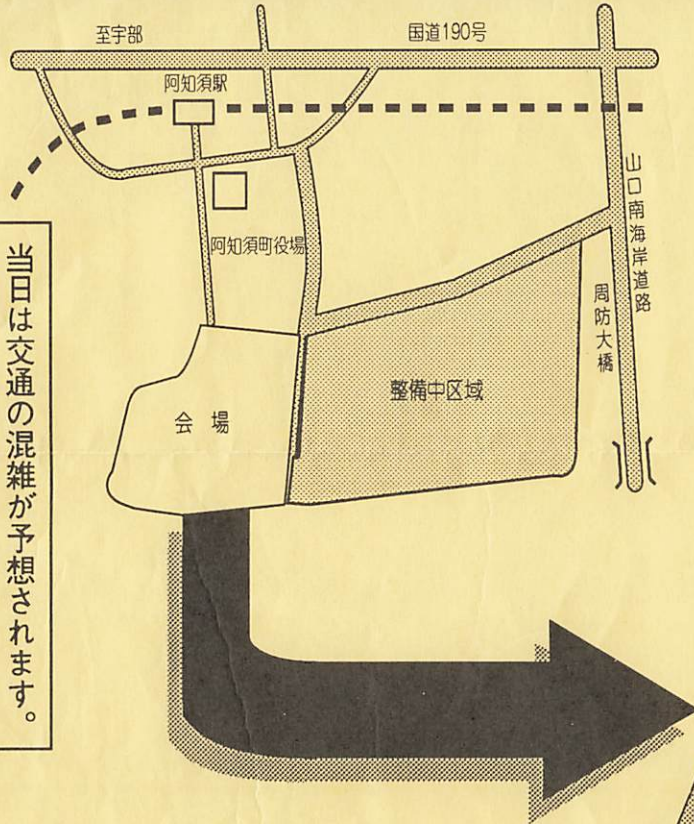 至宇部
国道190号
阿知須駅
山口南海岸道路
阿知須町役場
周防大橋
整備中区域
会場
当日は交通の混雑が予想されます。